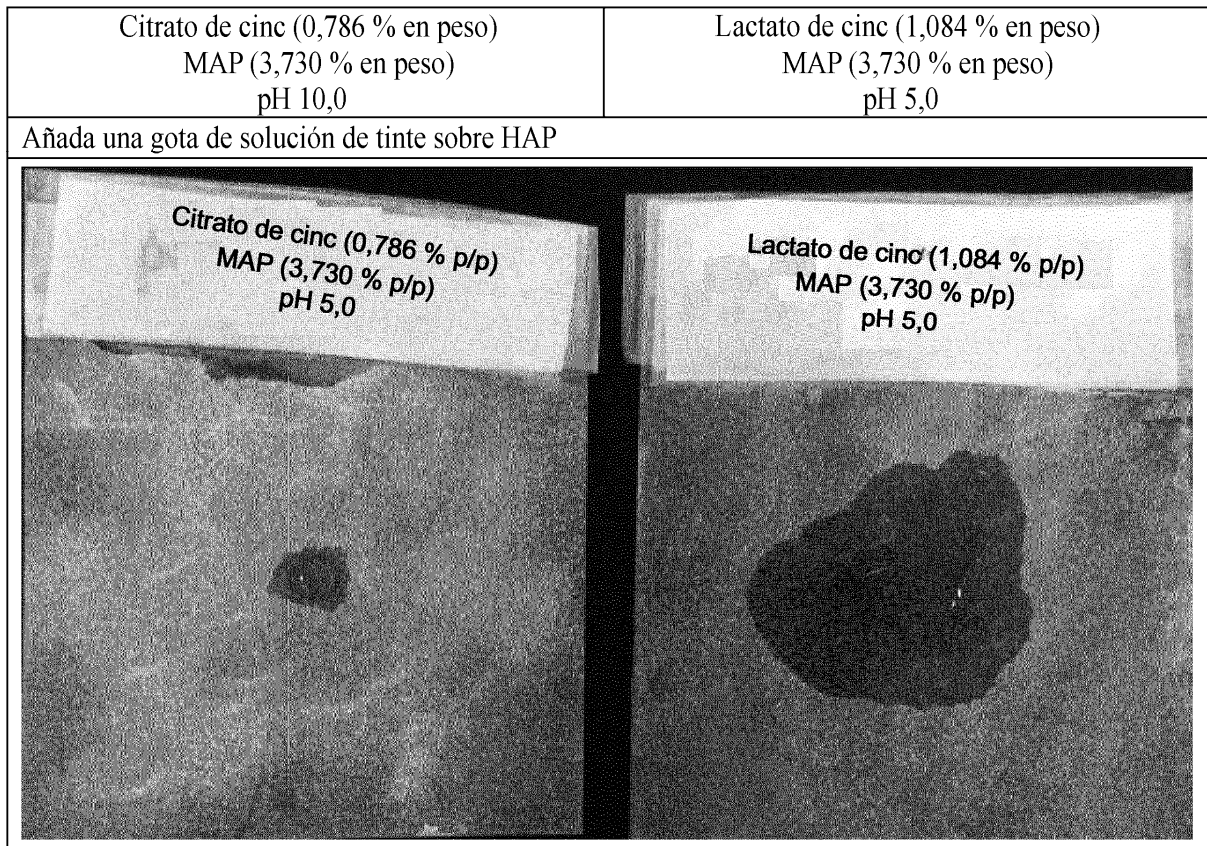 Citrato de cinc (0,786 % en peso)
MAP (3,730 % en peso)
pH 10,0
Lactato de cinc (1,084 % en peso)
MAP (3,730 % en peso)
pH 5,0
Añada una gota de solución de tinte sobre HAP
Citrato de cinc (0,786 % p/p)
MAP (3,730 % p/p)
pH 5,0
Lactato de cinc (1,084 % p/p)
MAP (3,730 % p/p)
pH 5,0